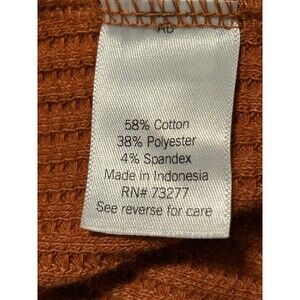 58% Cotton
38% Polyester
4% Spandex
Made in Indonesia
RN# 73277
See reverse for care